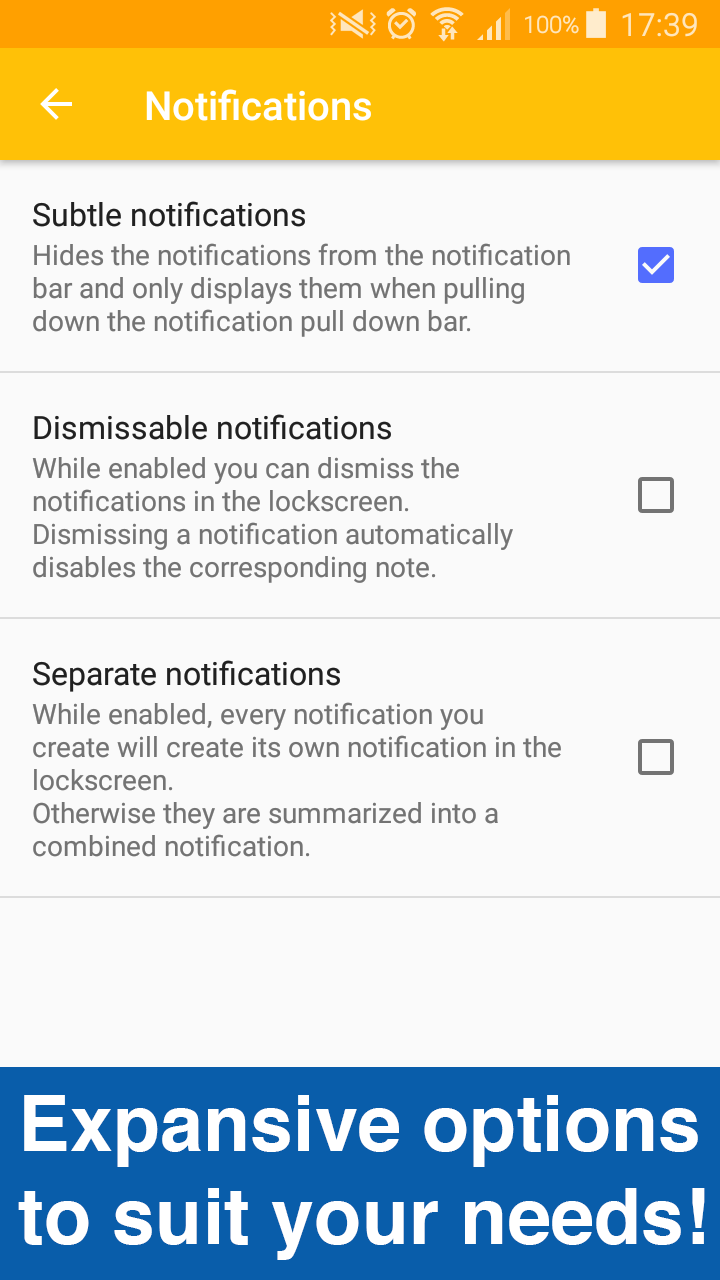 100% 17:39
Notifications
Subtle notifications
Hides the notifications from the notification
bar and only displays them when pulling
down the notification pull down bar.
Dismissable notifications
While enabled you can dismiss the
notifications in the lockscreen.
Dismissing a notification automatically
disables the corresponding note.
Separate notifications
While enabled, every notification you
create will create its own notification in the
lockscreen.
Otherwise they are summarized into a
combined notification.
Expansive options
to suit your needs!